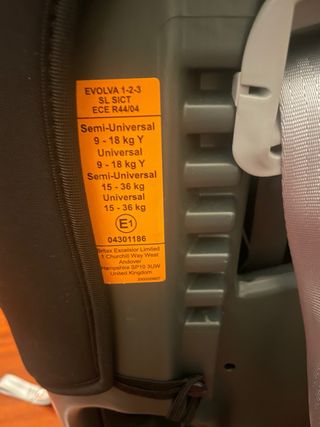 EVOLVA 1-2-3
SL SICT
ECE R44/04
Semi-Universal
9 - 18 kg Y
Universal
9 - 18 kg Y
Semi-Universal
15 - 36 kg
Universal
15 - 36 kg
E1
04301186
Britax Excelsior Limited
1 Churchill Way West
Andover
Hampshire SP10 3UW
United Kingdom